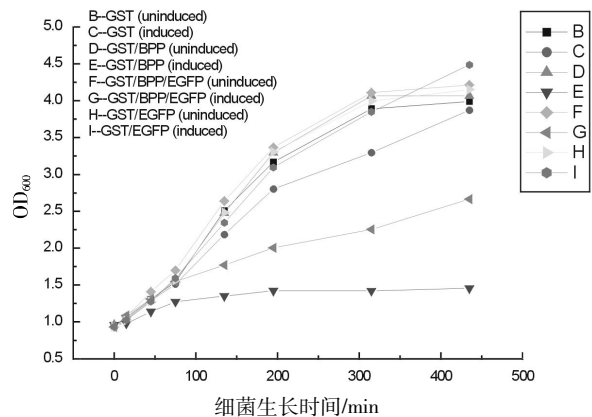 B--GST (uninduced)
C--GST (induced)
D--GST/BPP (uninduced)
E--GST/BPP (induced)
F--GST/BPP/EGFP (uninduced)
G--GST/BPP/EGFP (induced)
H--GST/EGFP (uninduced)
I--GST/EGFP (induced)
B
C
D
E
F
G
H
I
OD₆₀₀
5.0
4.5
4.0
3.5
3.0
2.5
2.0
1.5
1.0
0.5
0
100
200
300
400
500
细菌生长时间/min